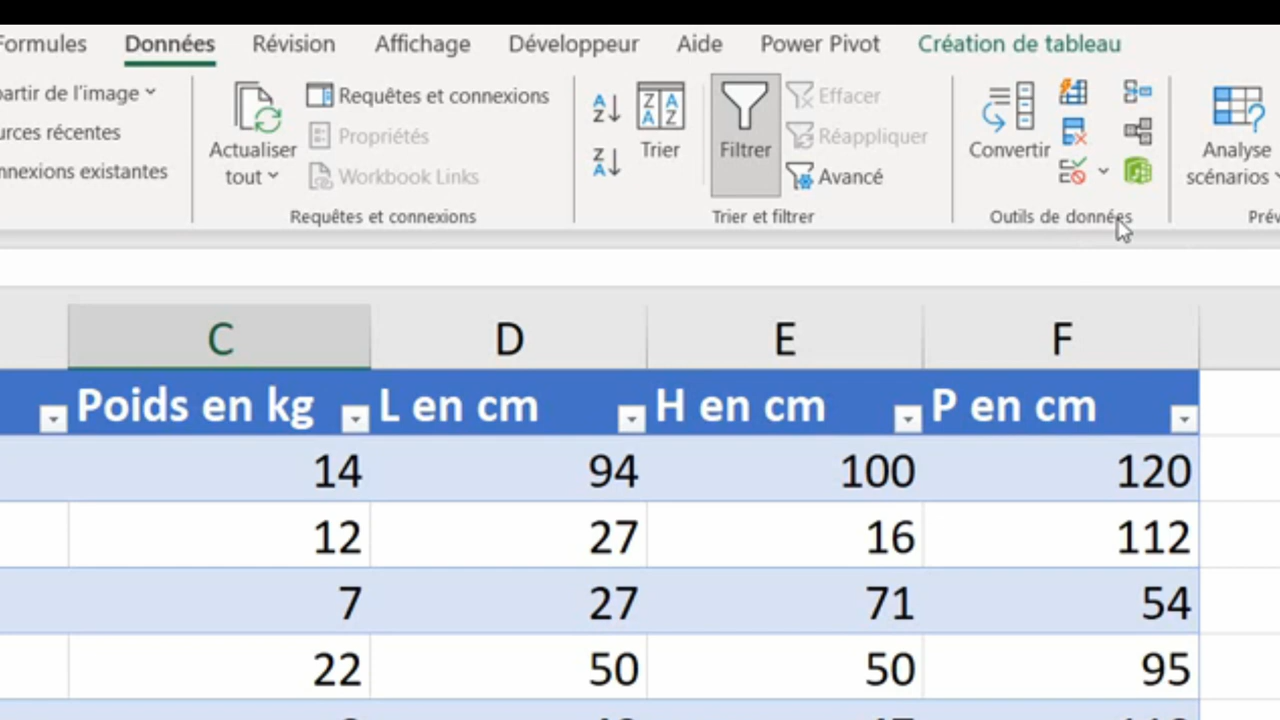 Formules Données Révision Affichage Développeur Aide Power Pivot Création de tableau
partir de l'image
urces récentes
nnexions existantes
Actualiser
tout
Requêtes et connexions
Propriétés
Workbook Links
Requêtes et connexions
Trier
Filtrer
Effacer
Réappliquer
Avancé
Trier et filtrer
Convertir
Outils de données
Analyse
scénarios
Prév
C D E F
Poids en kg L en cm H en cm P en cm
14 94 100 120
12 27 16 112
7 27 71 54
22 50 50 95